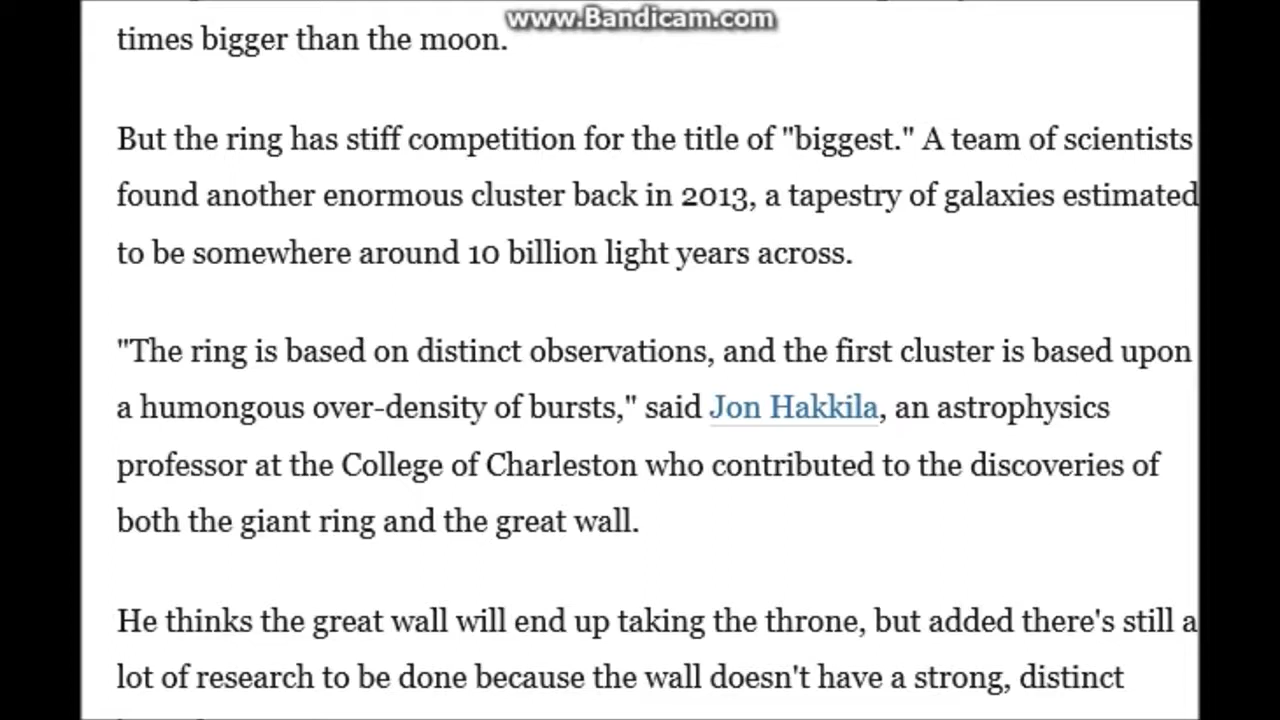 www.Bandicam.com
times bigger than the moon.
But the ring has stiff competition for the title of "biggest." A team of scientists
found another enormous cluster back in 2013, a tapestry of galaxies estimated
to be somewhere around 10 billion light years across.
"The ring is based on distinct observations, and the first cluster is based upon
a humongous over-density of bursts," said Jon Hakkila, an astrophysics
professor at the College of Charleston who contributed to the discoveries of
both the giant ring and the great wall.
He thinks the great wall will end up taking the throne, but added there's still a
lot of research to be done because the wall doesn't have a strong, distinct